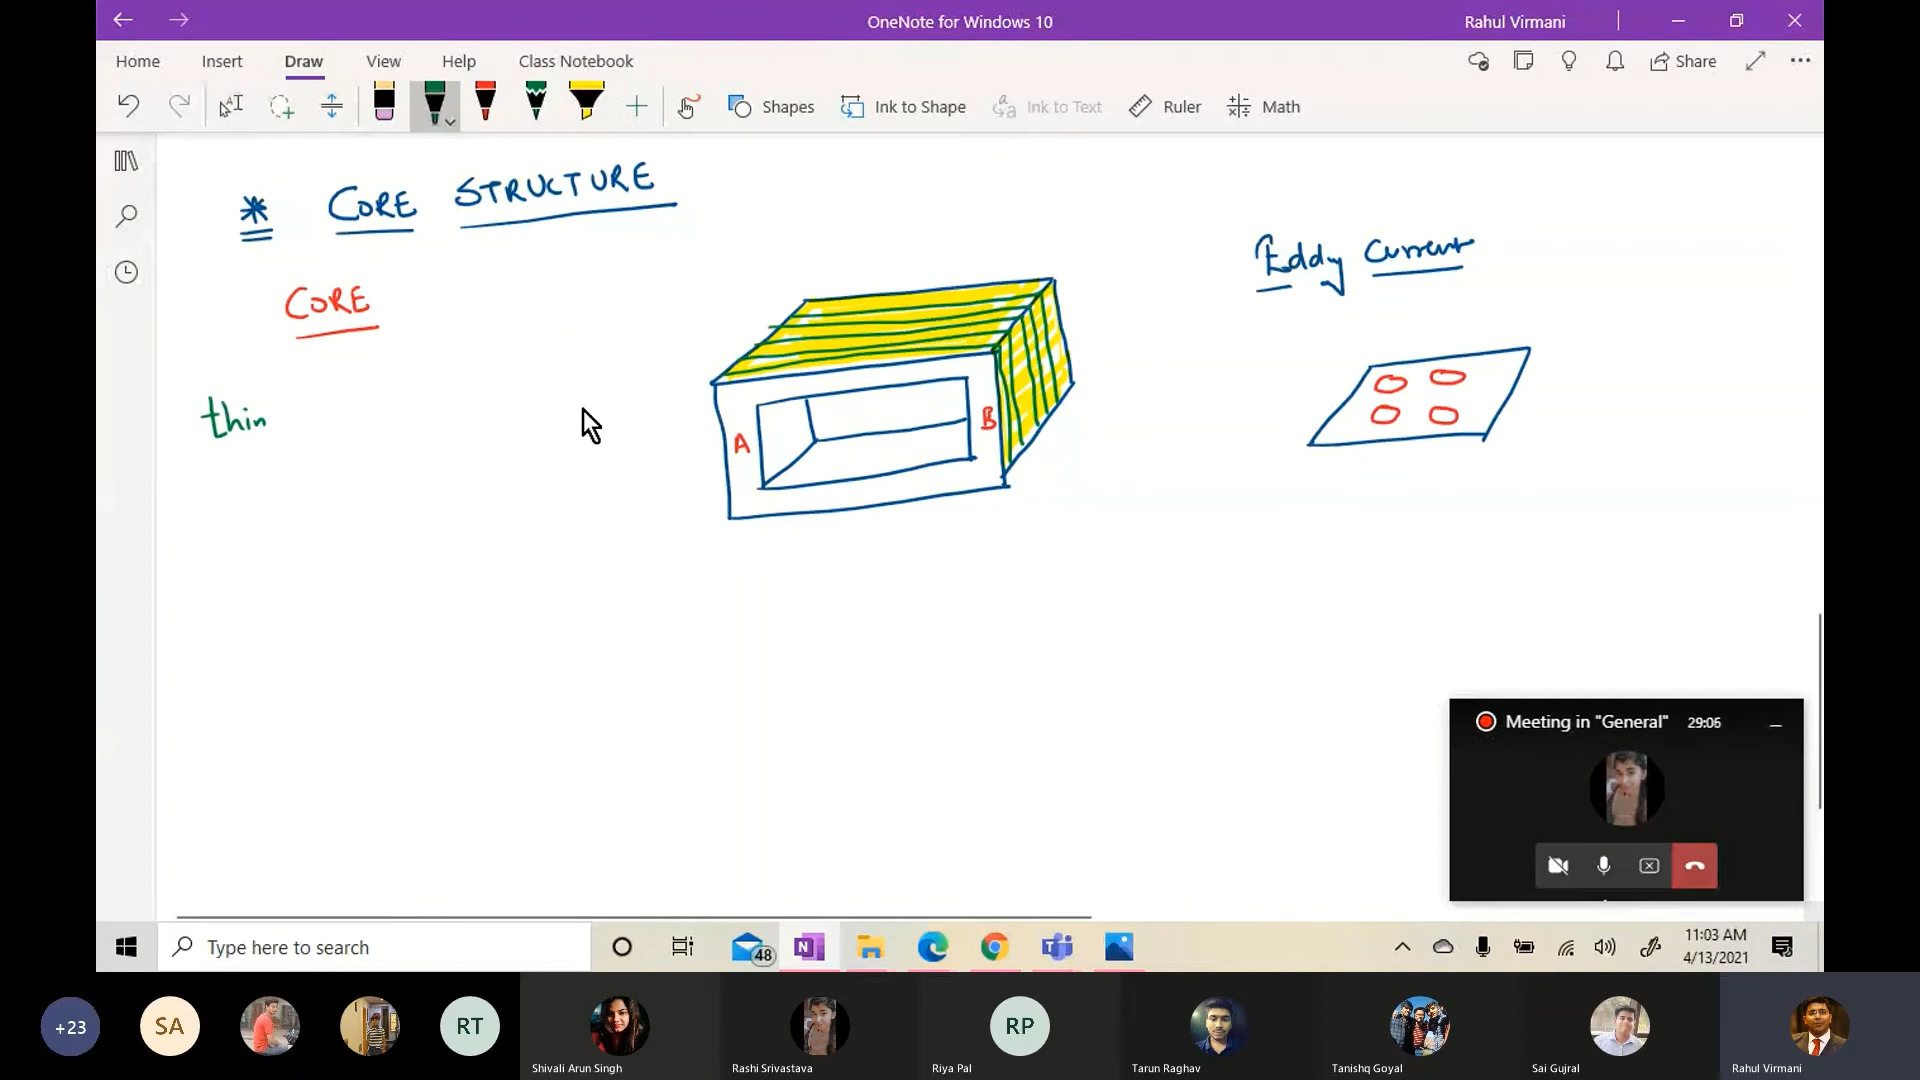 OneNote for Windows 10
Rahul Virmani
Home Insert Draw View Help Class Notebook
Share
Shapes Ink to Shape Ink to Text Ruler Math
* CORE STRUCTURE
Eddy Current
CORE
thin
A
B
Meeting in "General" 29:06
Type here to search
48
11:03 AM
4/13/2021
+23
SA
RT
RP
Shivali Arun Singh
Rashi Srivastava
Riya Pal
Tarun Raghav
Tanishq Goyal
Sai Gujral
Rahul Virmani